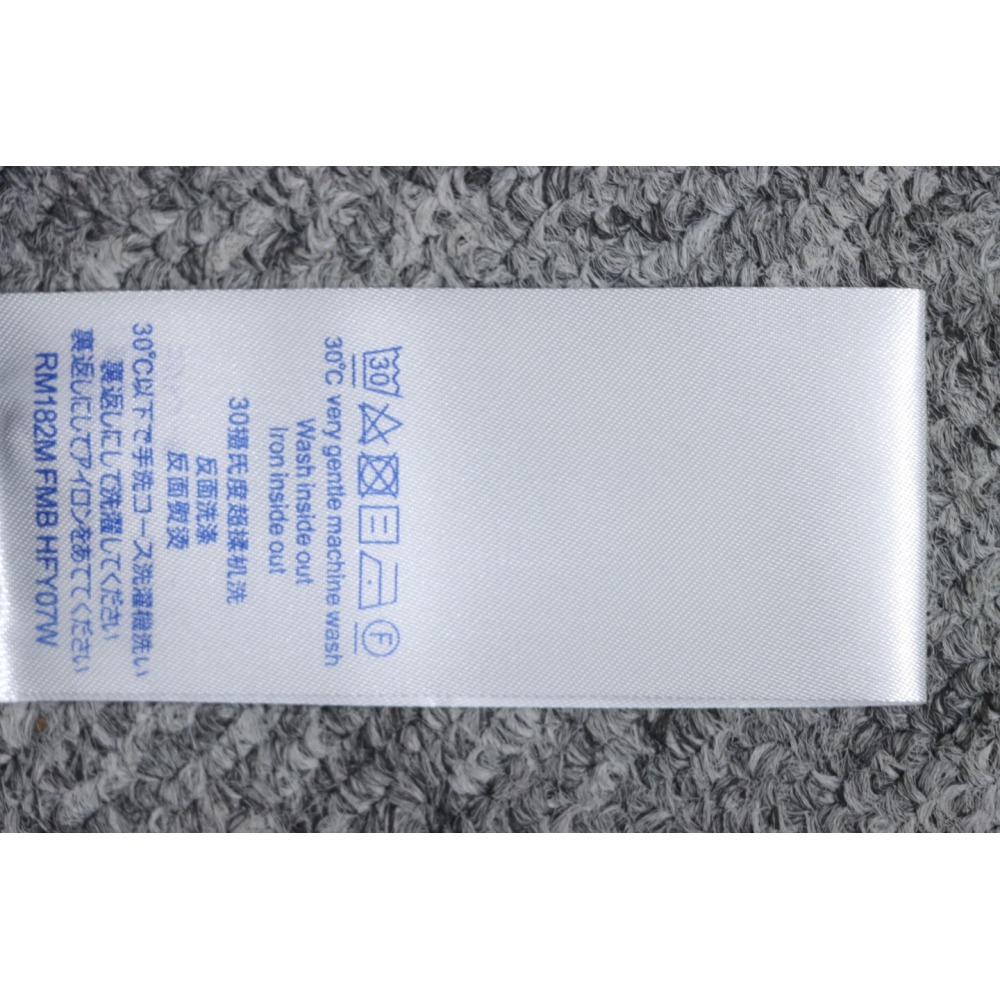 30
F
30°C very gentle machine wash
Wash inside out
Iron inside out
30摄氏度超揉机洗
反面洗涤
反面熨烫
30°C以下で手洗コース洗濯機洗い
裏返しにして洗濯してください
裏返しにしてアイロンをあててください
RM182M FMB HFY07W